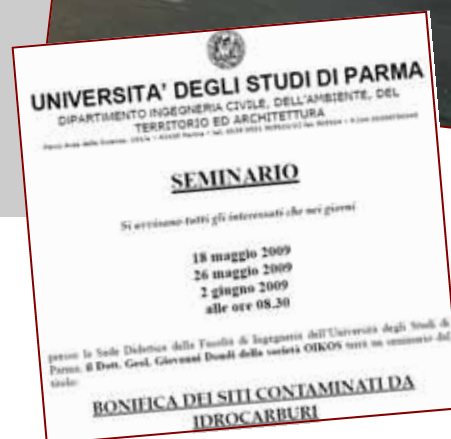 UNIVERSITA' DEGLI STUDI DI PARMA
DIPARTIMENTO INGEGNERIA CIVILE, DELL'AMBIENTE, DEL
TERRITORIO ED ARCHITETTURA
SEMINARIO
Si avvisano tutti gli interessati che nei giorni
18 maggio 2009
26 maggio 2009
2 giugno 2009
alle ore 08.30
presso la Sede Didattica della Facoltà di Ingegneria dell'Università degli Studi di
Parma, il Dott. Geol. Giovanni Dondi della società OIKOS terrà un seminario dal
titolo:
BONIFICA DEI SITI CONTAMINATI DA
IDROCARBURI